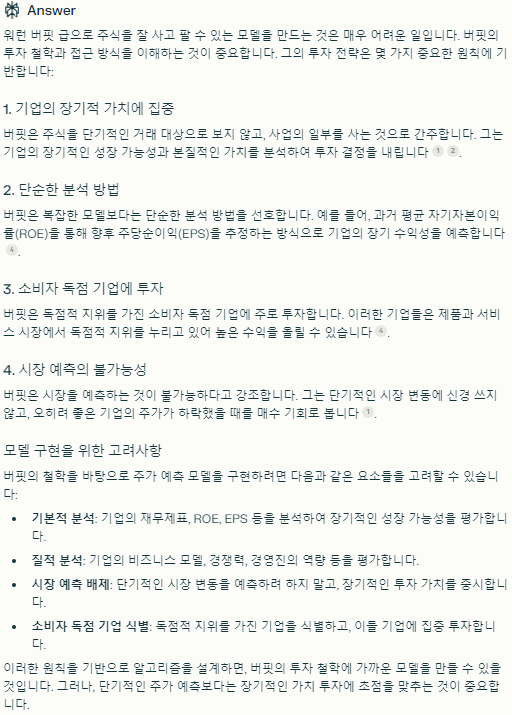 Answer
워런 버핏 급으로 주식을 잘 사고 팔 수 있는 모델을 만드는 것은 매우 어려운 일입니다. 버핏의
투자 철학과 접근 방식을 이해하는 것이 중요합니다. 그의 투자 전략은 몇 가지 중요한 원칙에 기
반합니다:
1. 기업의 장기적 가치에 집중
버핏은 주식을 단기적인 거래 대상으로 보지 않고, 사업의 일부를 사는 것으로 간주합니다. 그는
기업의 장기적인 성장 가능성과 본질적인 가치를 분석하여 투자 결정을 내립니다 1 2.
2. 단순한 분석 방법
버핏은 복잡한 모델보다는 단순한 분석 방법을 선호합니다. 예를 들어, 과거 평균 자기자본이익
률(ROE)을 통해 향후 주당순이익(EPS)을 추정하는 방식으로 기업의 장기 수익성을 예측합니다
4.
3. 소비자 독점 기업에 투자
버핏은 독점적 지위를 가진 소비자 독점 기업에 주로 투자합니다. 이러한 기업들은 제품과 서비
스 시장에서 독점적 지위를 누리고 있어 높은 수익을 올릴 수 있습니다 4.
4. 시장 예측의 불가능성
버핏은 시장을 예측하는 것이 불가능하다고 강조합니다. 그는 단기적인 시장 변동에 신경 쓰지
않고, 오히려 좋은 기업의 주가가 하락했을 때를 매수 기회로 봅니다 1.
모델 구현을 위한 고려사항
버핏의 철학을 바탕으로 주가 예측 모델을 구현하려면 다음과 같은 요소들을 고려할 수 있습니
다:
• 기본적 분석: 기업의 재무제표, ROE, EPS 등을 분석하여 장기적인 성장 가능성을 평가합니
다.
• 질적 분석: 기업의 비즈니스 모델, 경쟁력, 경영진의 역량 등을 평가합니다.
• 시장 예측 배제: 단기적인 시장 변동을 예측하려 하지 말고, 장기적인 투자 가치를 중시합니
다.
• 소비자 독점 기업 식별: 독점적 지위를 가진 기업을 식별하고, 이들 기업에 집중 투자합니
다.
이러한 원칙을 기반으로 알고리즘을 설계하면, 버핏의 투자 철학에 가까운 모델을 만들 수 있을
것입니다. 그러나, 단기적인 주가 예측보다는 장기적인 가치 투자에 초점을 맞추는 것이 중요합
니다.